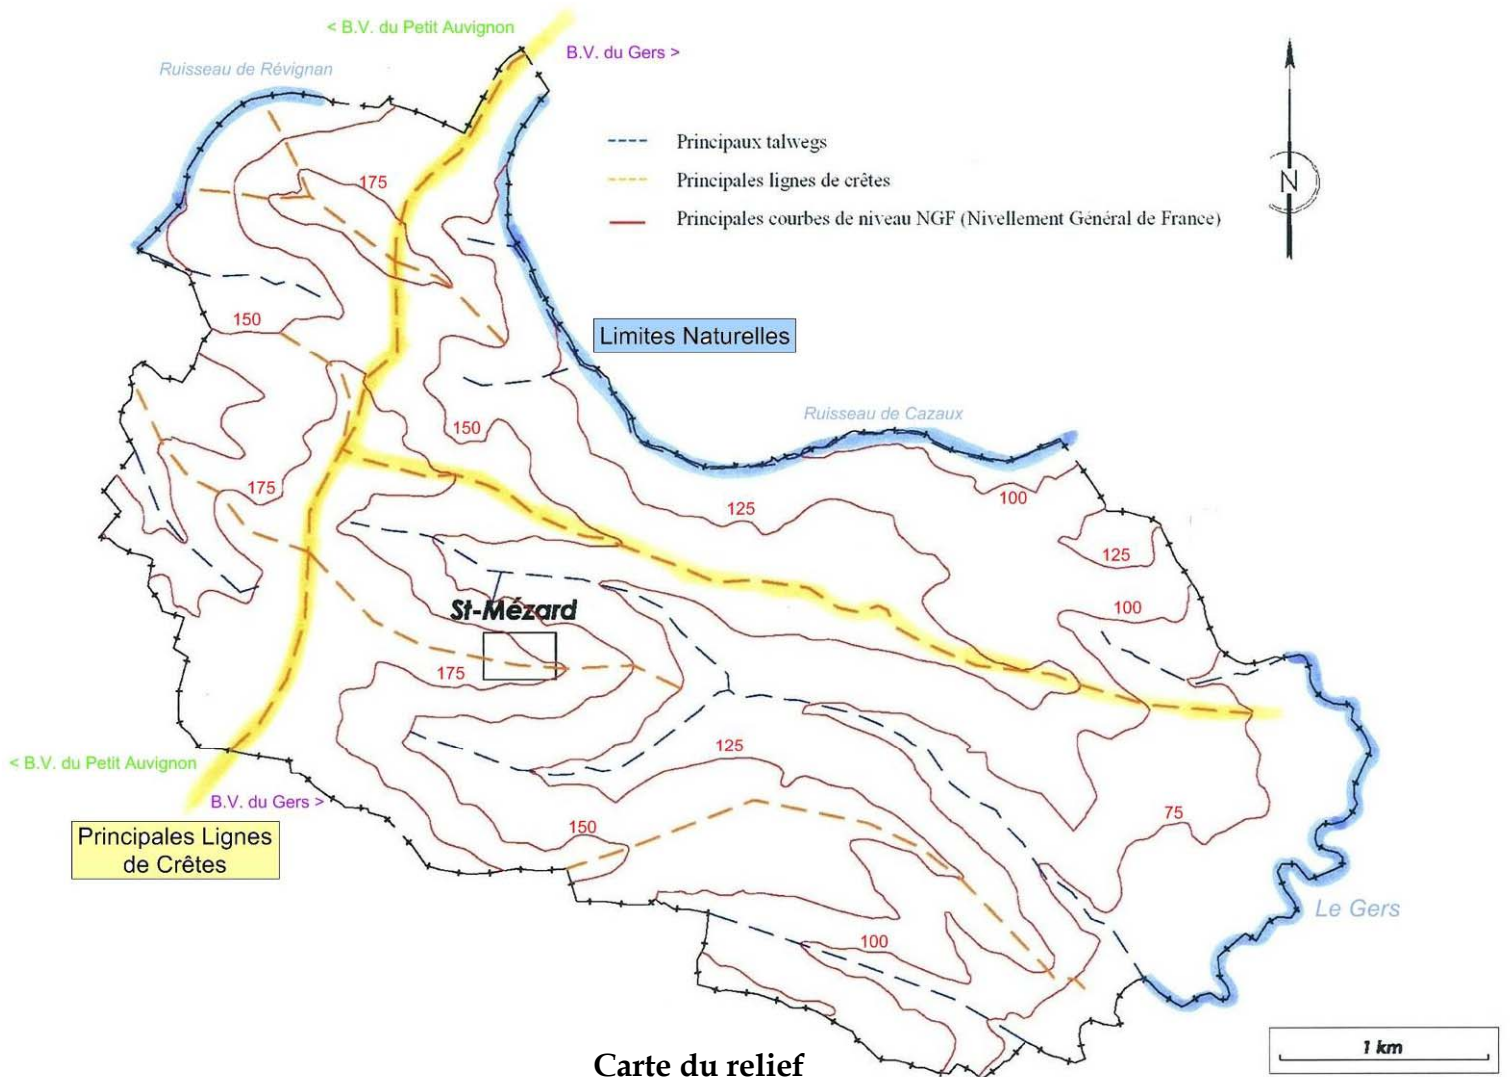 < B.V. du Petit Auvignon
B.V. du Gers >
Ruisseau de Révignan
Principaux talwegs
175
N
Principales lignes de crêtes
Principales courbes de niveau NGF (Nivellement Général de France)
150
Limites Naturelles
Ruisseau de Cazaux
150
175
100
125
125
100
St-Mézard
175
125
< B.V. du Petit Auvignon
B.V. du Gers >
75
150
Principales Lignes
de Crêtes
Le Gers
100
1 km
Carte du relief